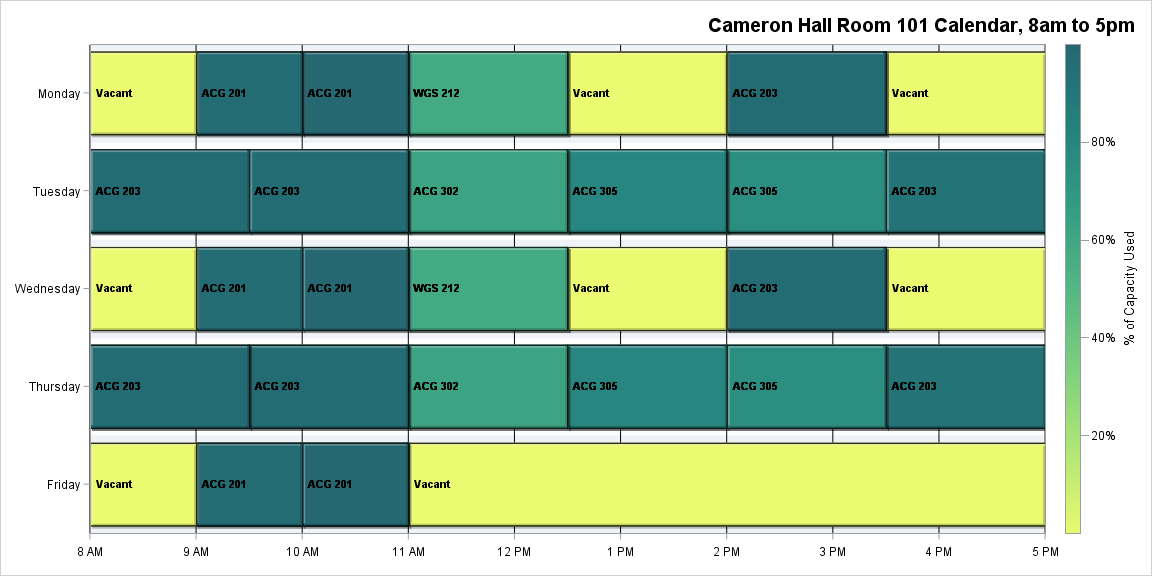 Cameron Hall Room 101 Calendar, 8am to 5pm
Monday
Vacant
ACG 201
ACG 201
WGS 212
Vacant
ACG 203
Vacant
Tuesday
ACG 203
ACG 203
ACG 302
ACG 305
ACG 305
ACG 203
Wednesday
Vacant
ACG 201
ACG 201
WGS 212
Vacant
ACG 203
Vacant
Thursday
ACG 203
ACG 203
ACG 302
ACG 305
ACG 305
ACG 203
Friday
Vacant
ACG 201
ACG 201
Vacant
8 AM
9 AM
10 AM
11 AM
12 PM
1 PM
2 PM
3 PM
4 PM
5 PM
80%
60%
40%
20%
% of Capacity Used